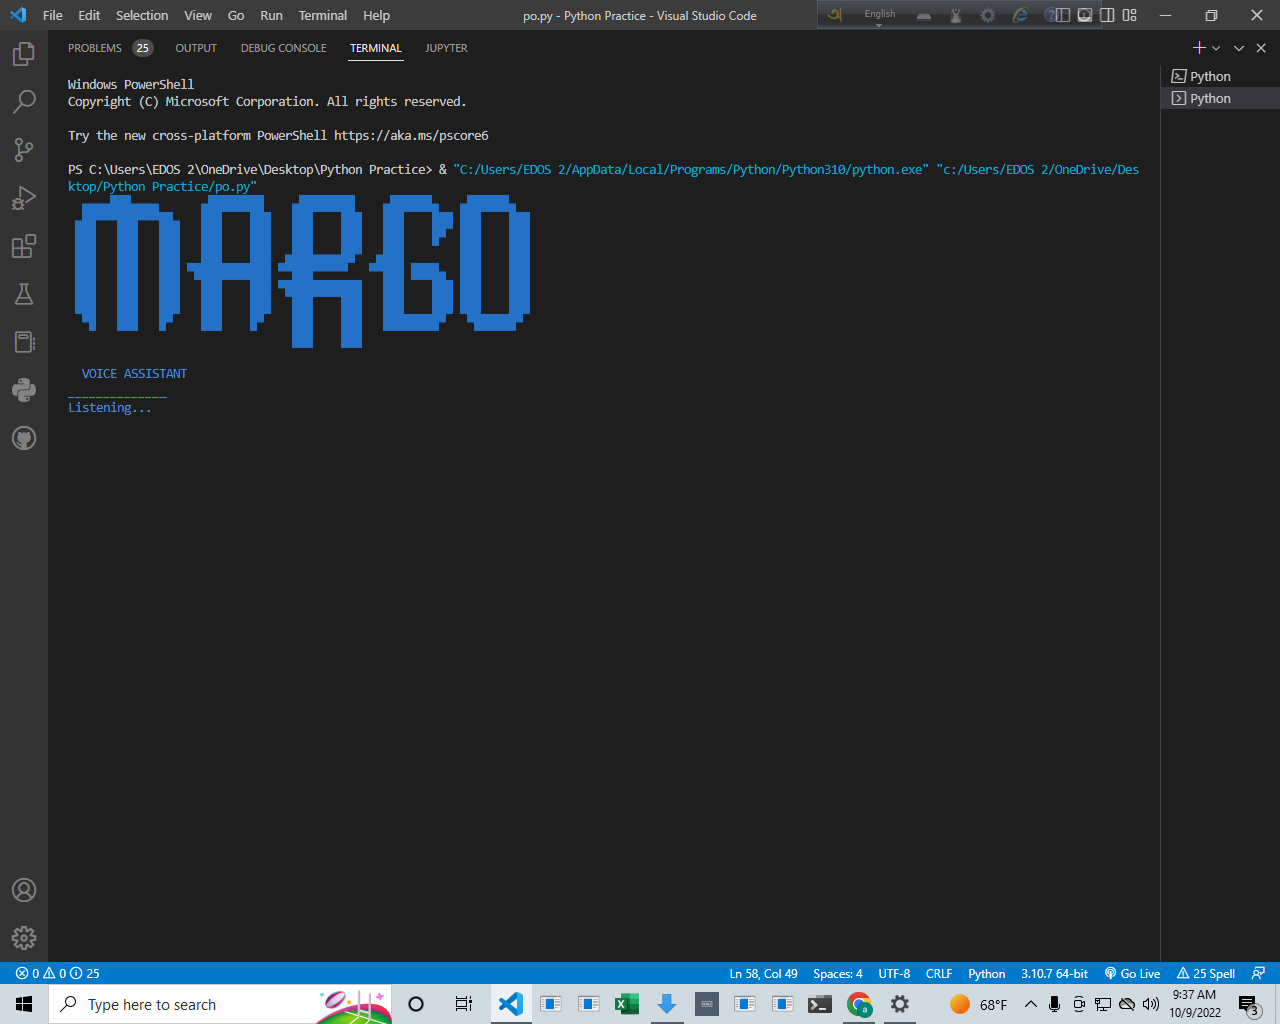 File Edit Selection View Go Run Terminal Help po.py - Python Practice - Visual Studio Code English
PROBLEMS 25 OUTPUT DEBUG CONSOLE TERMINAL JUPYTER
Python
Python
Windows PowerShell
Copyright (C) Microsoft Corporation. All rights reserved.
Try the new cross-platform PowerShell https://aka.ms/pscore6
PS C:\Users\EDOS 2\OneDrive\Desktop\Python Practice> & "C:/Users/EDOS 2/AppData/Local/Programs/Python/Python310/python.exe" "c:/Users/EDOS 2/OneDrive/Des
ktop/Python Practice/po.py"
MARGO
VOICE ASSISTANT
______________
Listening...
0 0 25 Ln 58, Col 49 Spaces: 4 UTF-8 CRLF Python 3.10.7 64-bit Go Live 25 Spell
Type here to search 68°F 9:37 AM
10/9/2022 3